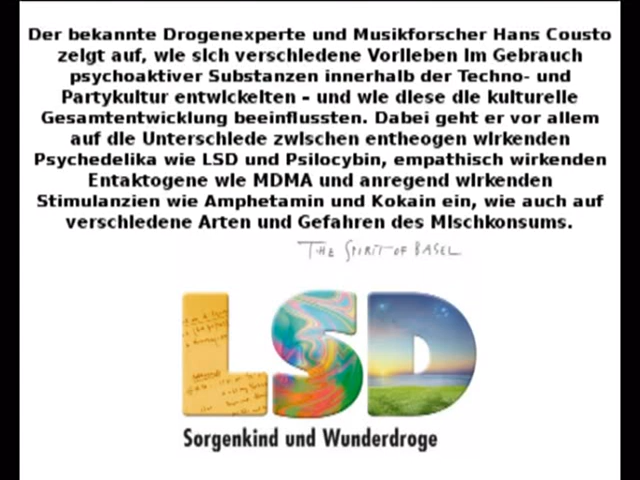 Der bekannte Drogenexperte und Musikforscher Hans Cousto
zeigt auf, wie sich verschiedene Vorlieben im Gebrauch
psychoaktiver Substanzen innerhalb der Techno- und
Partykultur entwickelten – und wie diese die kulturelle
Gesamtentwicklung beeinflussten. Dabei geht er vor allem
auf die Unterschiede zwischen entheogen wirkenden
Psychedelika wie LSD und Psilocybin, empathisch wirkenden
Entaktogene wie MDMA und anregend wirkenden
Stimulanzien wie Amphetamin und Kokain ein, wie auch auf
verschiedene Arten und Gefahren des Mischkonsums.
THE SPIRIT OF BASEL
LSD
Sorgenkind und Wunderdroge